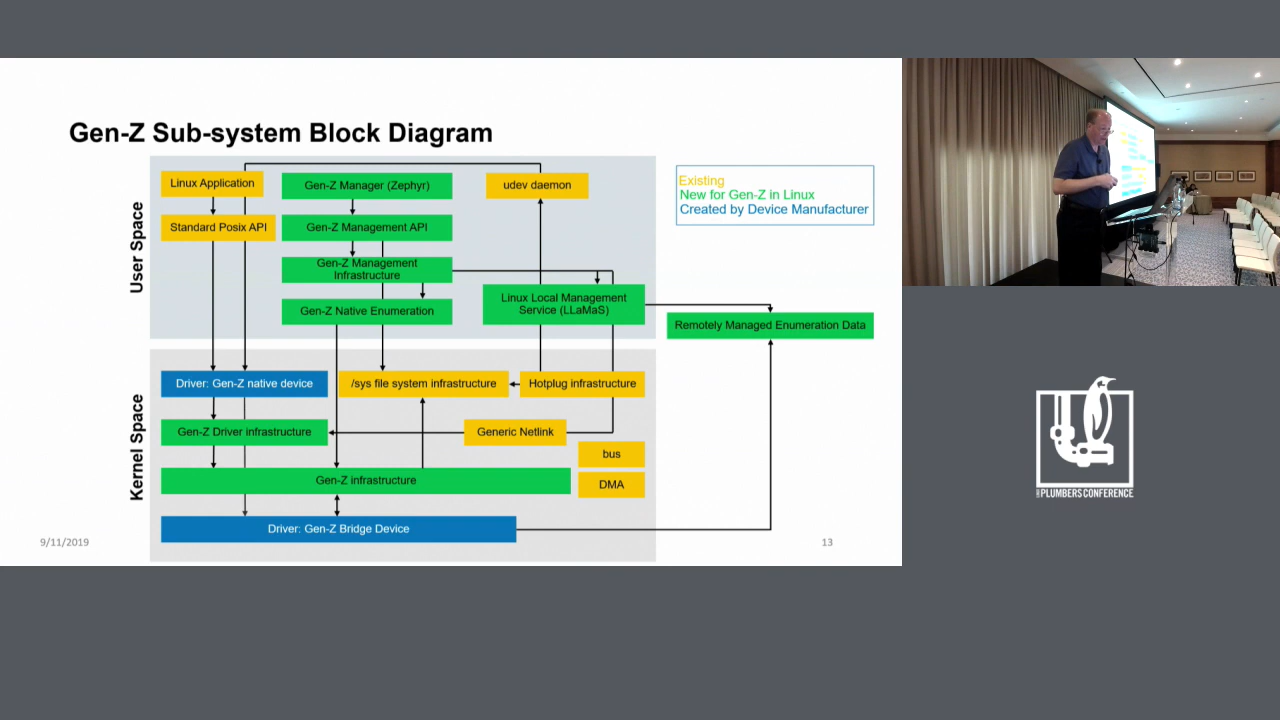 Gen-Z Sub-system Block Diagram
User Space
Linux Application
Gen-Z Manager (Zephyr)
udev daemon
Standard Posix API
Gen-Z Management API
Gen-Z Management
Infrastructure
Gen-Z Native Enumeration
Linux Local Management
Service (LLaMaS)
Existing
New for Gen-Z in Linux
Created by Device Manufacturer
Remotely Managed Enumeration Data
Kernel Space
Driver: Gen-Z native device
/sys file system infrastructure
Hotplug infrastructure
Gen-Z Driver infrastructure
Generic Netlink
bus
Gen-Z infrastructure
DMA
Driver: Gen-Z Bridge Device
9/11/2019
13
PLUMBERS CONFERENCE